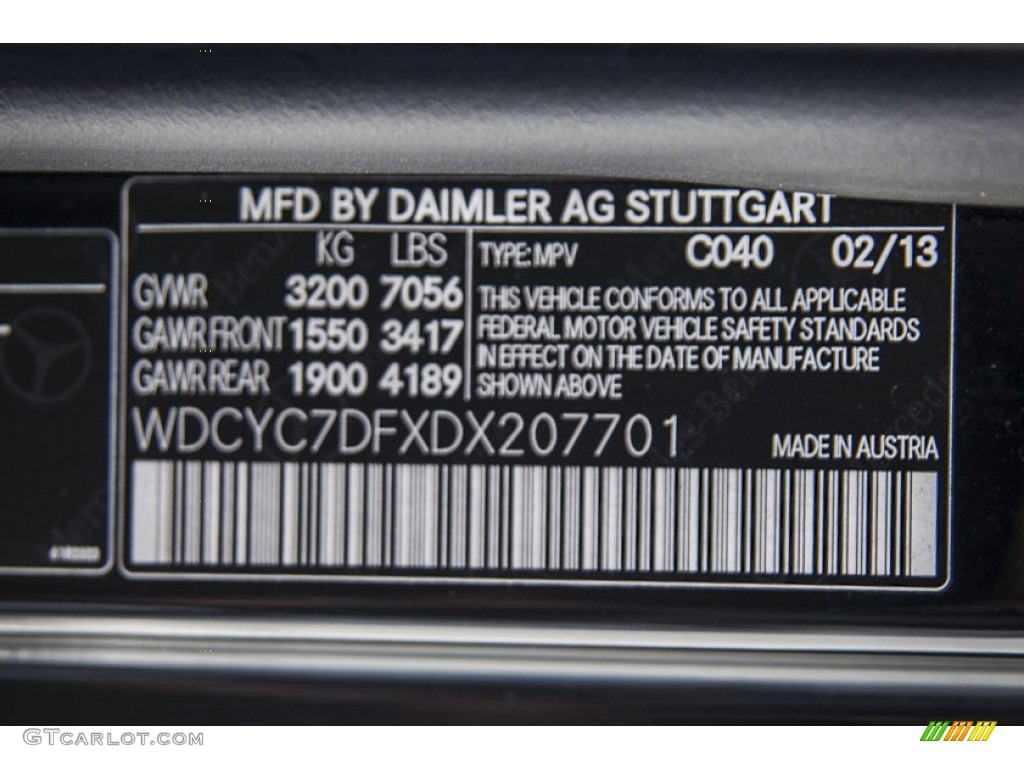 MFD BY DAIMLER AG STUTTGART
KG LBS
GVWR 3200 7056
GAWR FRONT 1550 3417
GAWR REAR 1900 4189
TYPE: MPV C040 02/13
THIS VEHICLE CONFORMS TO ALL APPLICABLE
FEDERAL MOTOR VEHICLE SAFETY STANDARDS
IN EFFECT ON THE DATE OF MANUFACTURE
SHOWN ABOVE
WDCYC7DFXDX207701
MADE IN AUSTRIA
GTCARLOT.COM